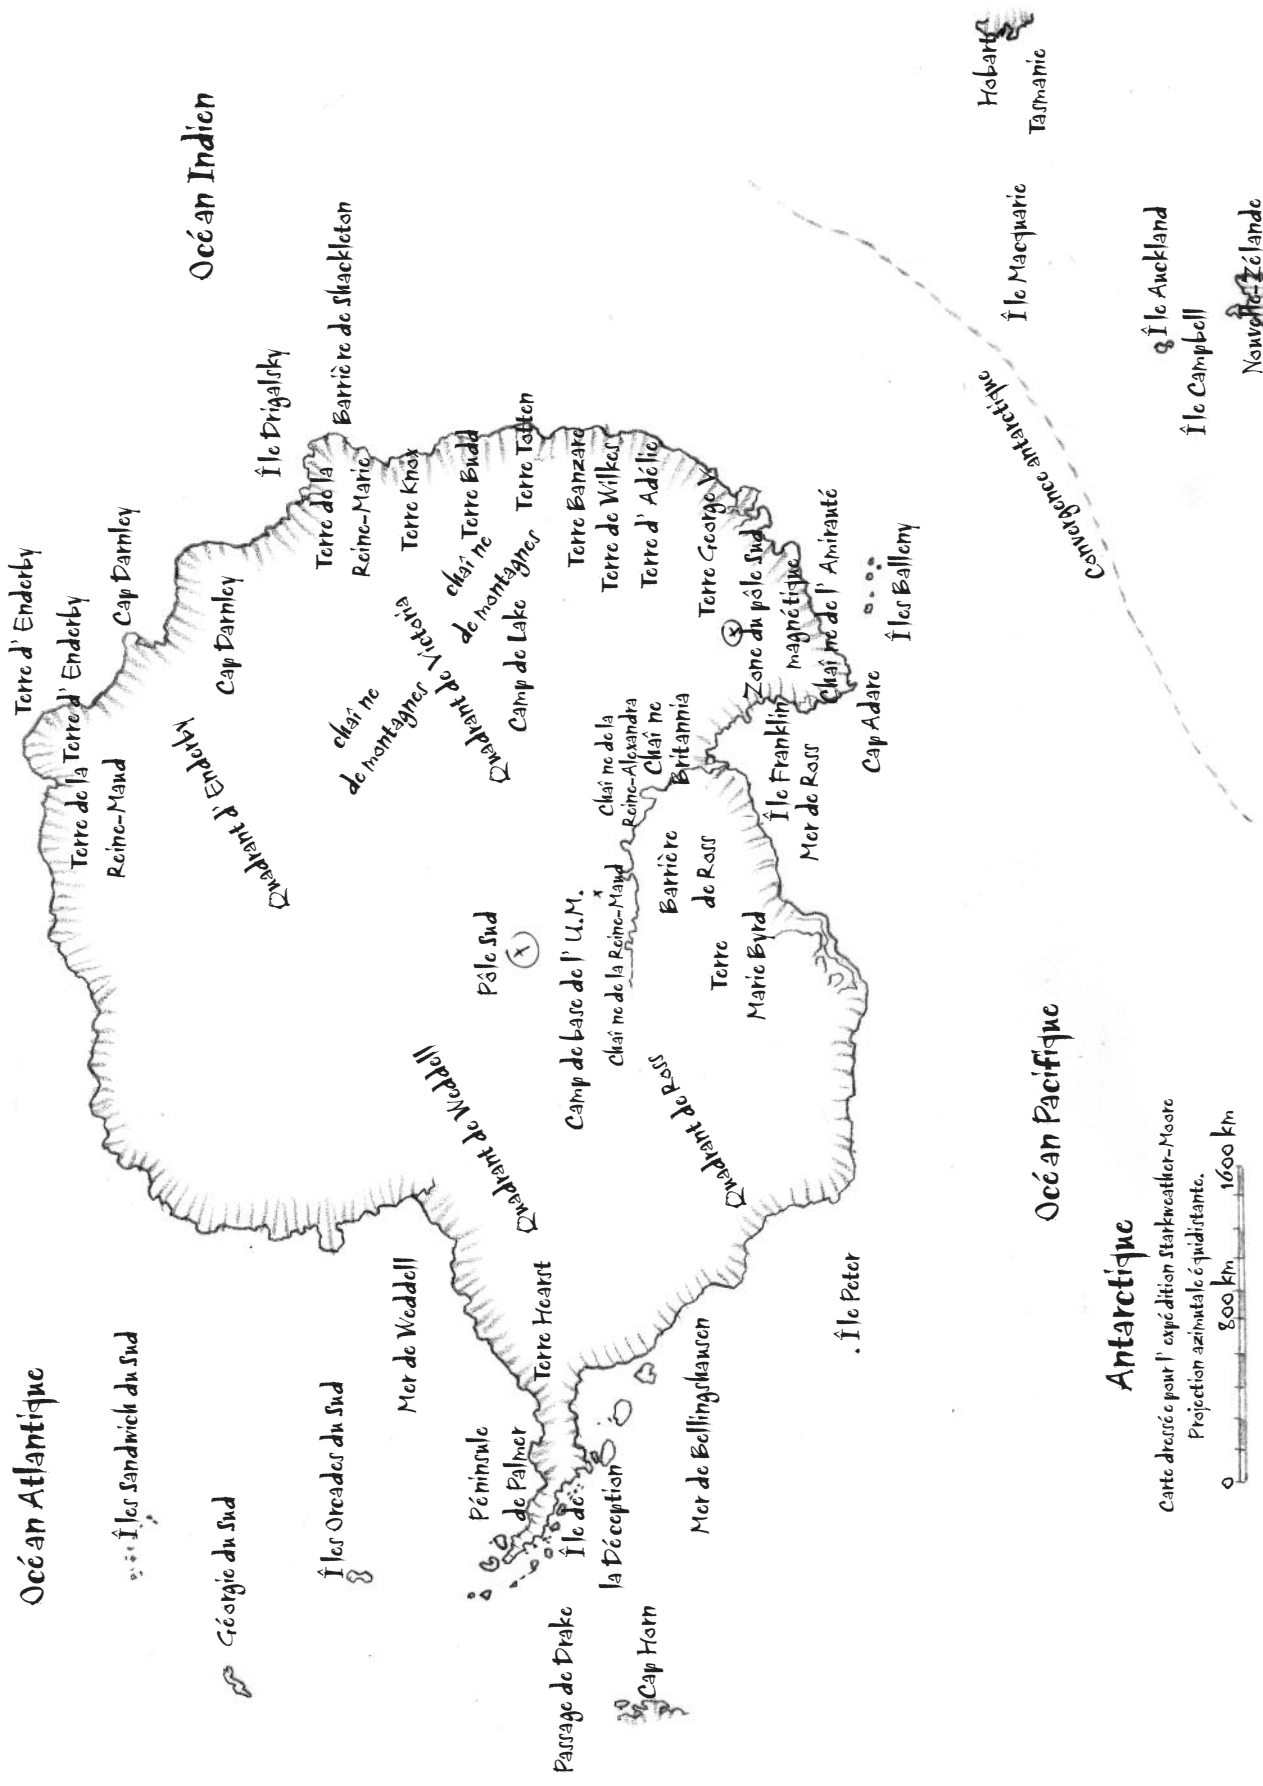 Océan Atlantique
Îles Sandwich du Sud
Géorgie du Sud
Îles Orcades du Sud
Mer de Weddell
Péninsule
de Palmer
Terre Hearst
Île de
la Déception
Passage de Drake
Cap Horn
Mer de Bellingshausen
Île Peter
Terre d'Enderby
Terre d'Enderby
Terre de la
Reine-Maud
Cap Darnley
Cap Darnley
Quadrant d'Enderby
Océan Indien
Île Drigalsky
Barrière de Shackleton
Terre de la
Reine-Marie
Terre Knox
Terre Budd
Terre Totten
chaîne
de montagnes
chaîne
de montagnes
Quadrant de Victoria
Camp de Lake
Terre Banzare
Terre de Wilkes
Terre d'Adélie
Terre George V
Zone du pôle Sud
magnétique
Chaîne de l'Amirauté
Îles Ballemy
Cap Adare
Île Franklin
Mer de Ross
Chaîne de la
Reine-Alexandra
Chaîne
Britannia
Barrière
de Ross
Pôle Sud
Camp de base de l'U.M.
Chaîne de la Reine-Maud
Terre
Marie Byrd
Quadrant de Weddell
Quadrant de Ross
Océan Pacifique
Convergence antarctique
Hobart
Tasmanie
Île Macquarie
Île Auckland
Île Campbell
Nouvelle-Zélande
Antarctique
Carte dressée pour l'expédition Starkweather-Moore
Projection azimutale équidistante.
0 800 km 1600 km